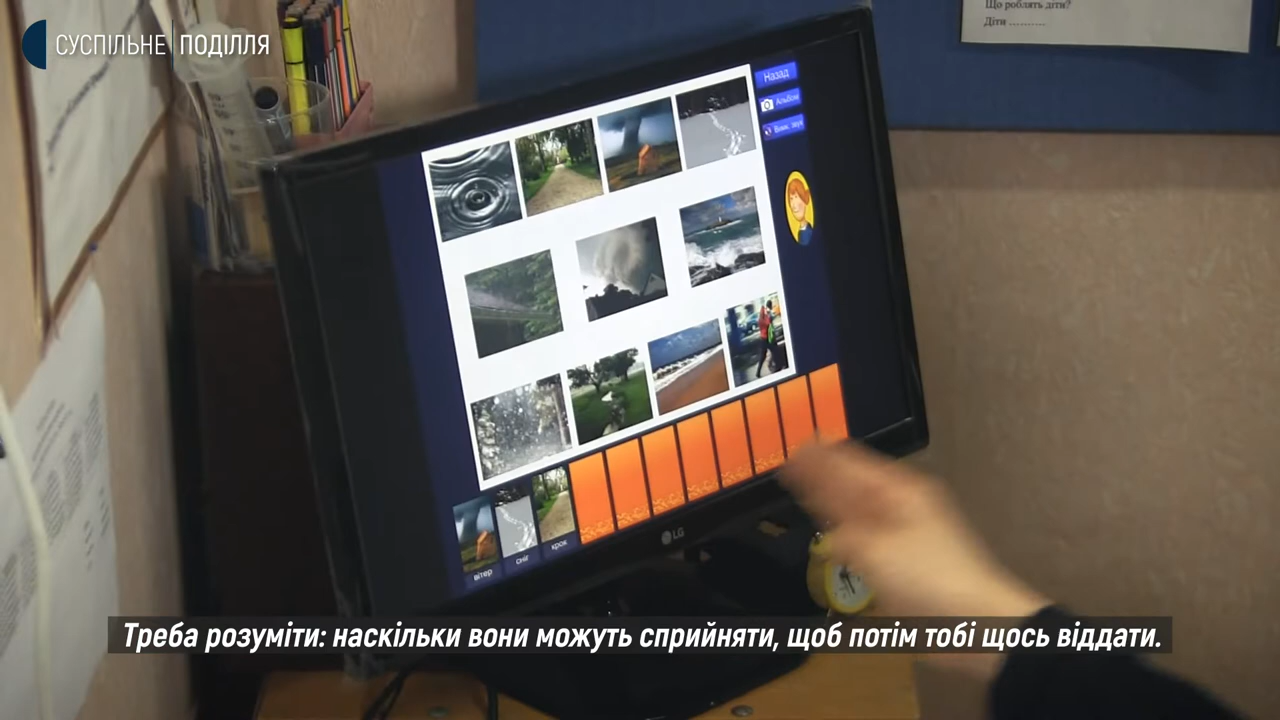 СУСПІЛЬНЕ | ПОДІЛЛЯ
Що роблять діти?
Діти ..........
Назад
Альбом
Вимк. звук
вітер
сніг
крок
LG
Треба розуміти: наскільки вони можуть сприйняти, щоб потім тобі щось віддати.